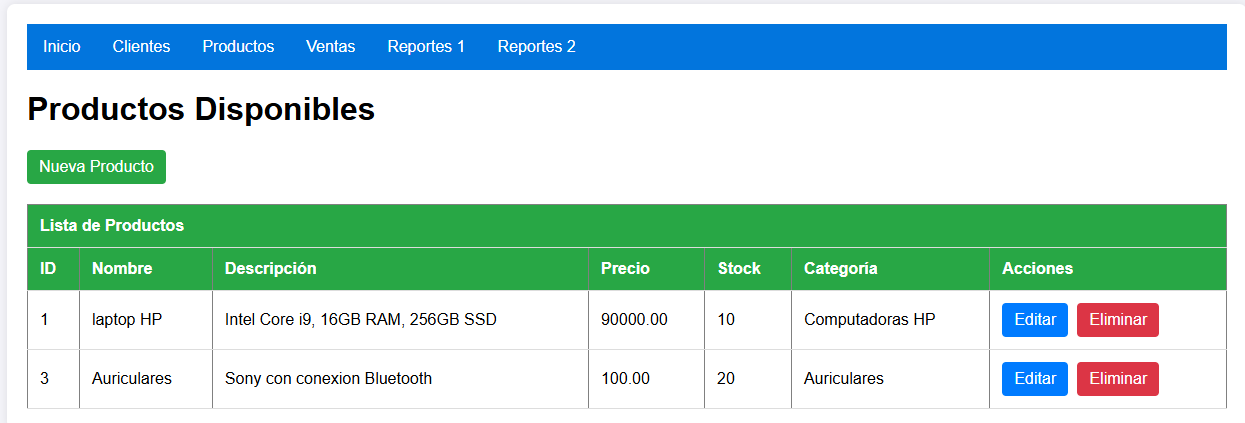 Inicio Clientes Productos Ventas Reportes 1 Reportes 2
Productos Disponibles
Nueva Producto
Lista de Productos
ID Nombre Descripción Precio Stock Categoría Acciones
1 laptop HP Intel Core i9, 16GB RAM, 256GB SSD 90000.00 10 Computadoras HP Editar Eliminar
3 Auriculares Sony con conexion Bluetooth 100.00 20 Auriculares Editar Eliminar